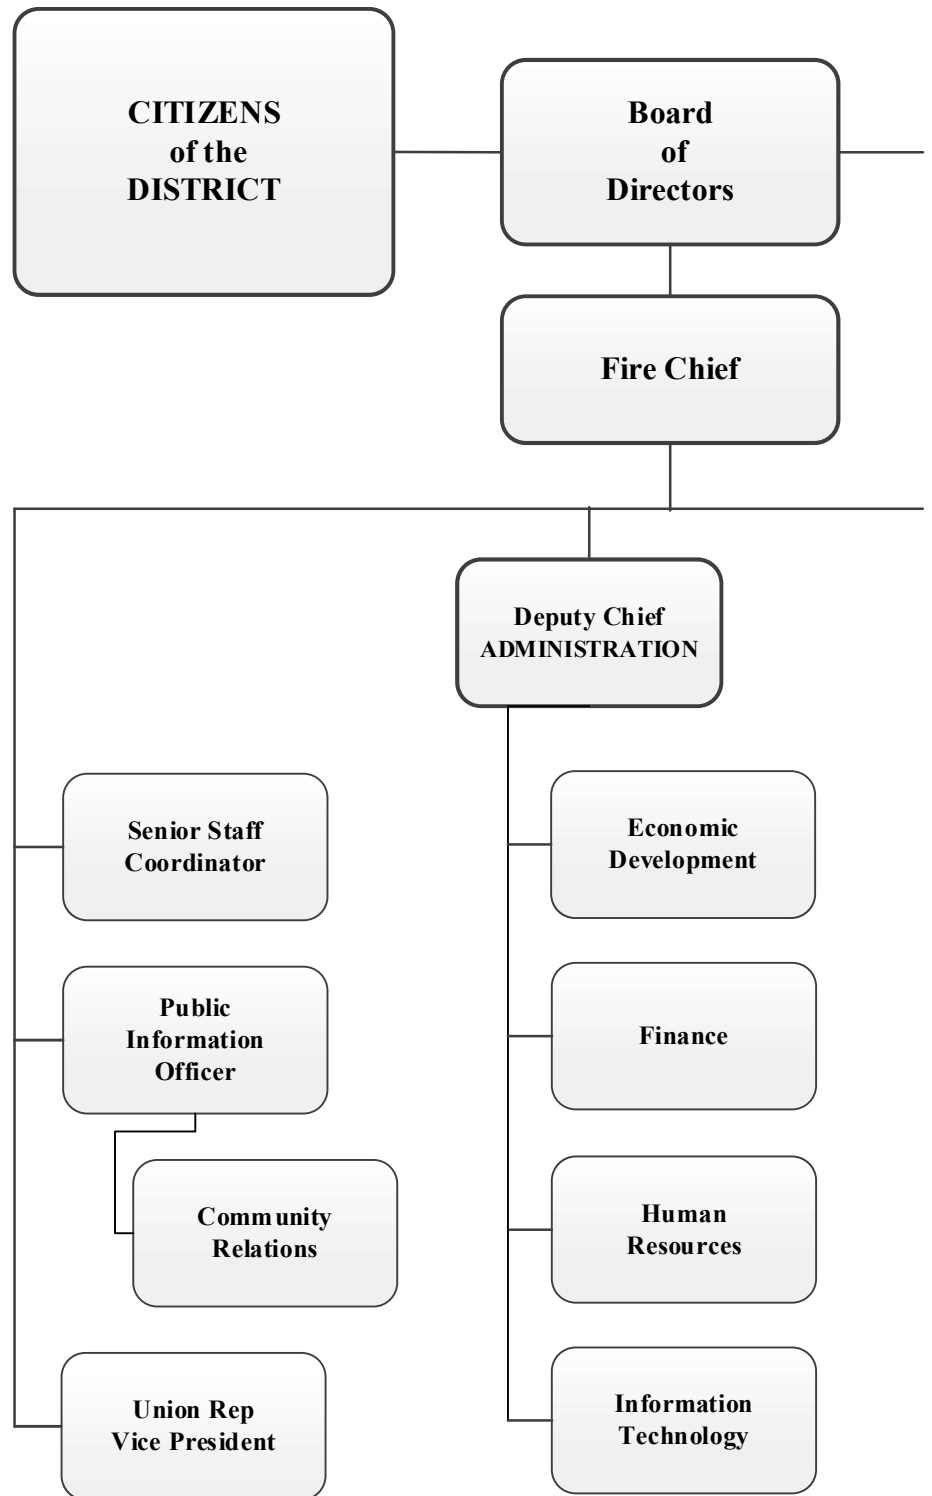 CITIZENS
of the
DISTRICT
Board
of
Directors
Fire Chief
Deputy Chief
ADMINISTRATION
Senior Staff
Coordinator
Public
Information
Officer
Community
Relations
Union Rep
Vice President
Economic
Development
Finance
Human
Resources
Information
Technology